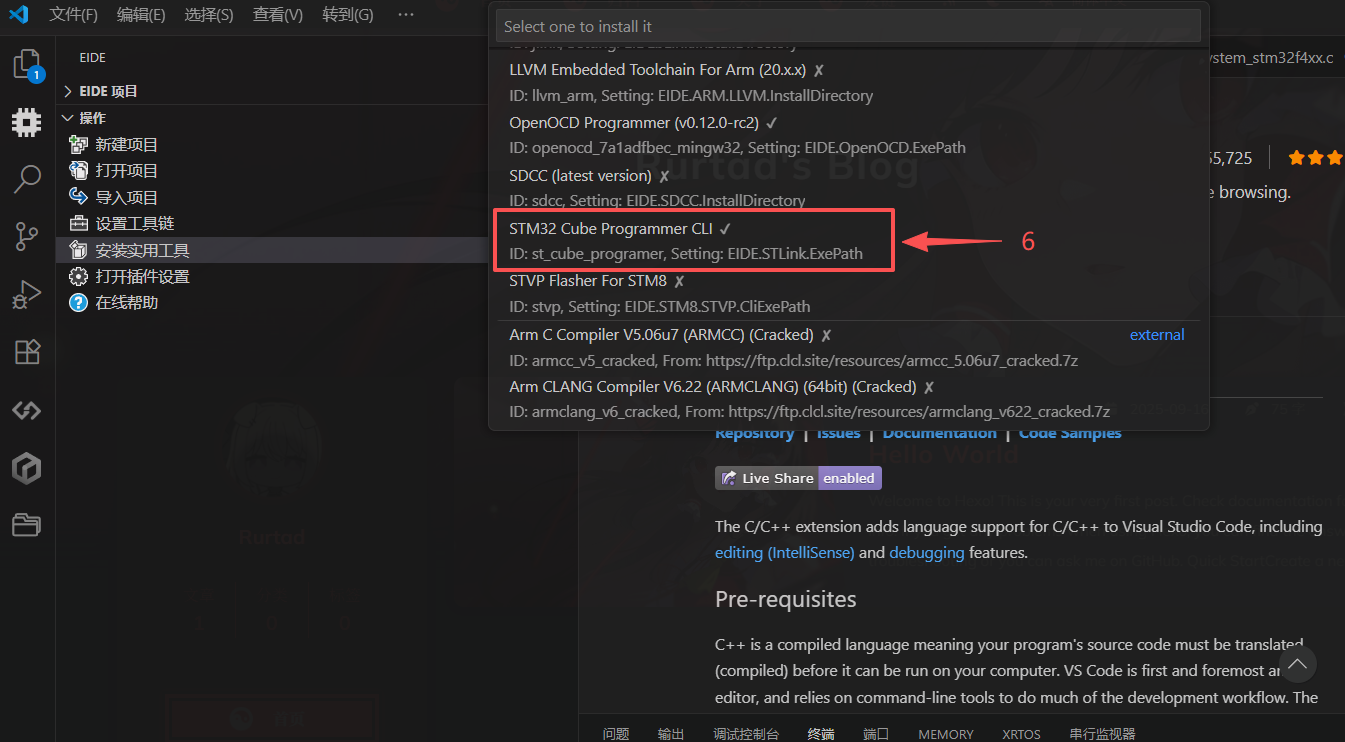 文件(F) 编辑(E) 选择(S) 查看(V) 转到(G) ···
Select one to install it
EIDE
1
EIDE 项目
操作
新建项目
打开项目
导入项目
设置工具链
安装实用工具
打开插件设置
在线帮助
LLVM Embedded Toolchain For Arm (20.x.x) ✗
ID: llvm_arm, Setting: EIDE.ARM.LLVM.InstallDirectory
OpenOCD Programmer (v0.12.0-rc2) ✓
ID: openocd_7a1adfbec_mingw32, Setting: EIDE.OpenOCD.ExePath
SDCC (latest version) ✗
ID: sdcc, Setting: EIDE.SDCC.InstallDirectory
STM32 Cube Programmer CLI ✓
ID: st_cube_programer, Setting: EIDE.STLink.ExePath
6
STVP Flasher For STM8 ✗
ID: stvp, Setting: EIDE.STM8.STVP.CliExePath
Arm C Compiler V5.06u7 (ARMCC) (Cracked) ✗ external
ID: armcc_v5_cracked, From: https://ftp.clcl.site/resources/armcc_5.06u7_cracked.7z
Arm CLANG Compiler V6.22 (ARMCLANG) (64bit) (Cracked) ✗
ID: armclang_v6_cracked, From: https://ftp.clcl.site/resources/armclang_v622_cracked.7z
ystem_stm32f4xx.c
55,725
e browsing.
Rurtad's Blog
Repository | Issues | Documentation | Code Samples
Hello World
Live Share enabled
The C/C++ extension adds language support for C/C++ to Visual Studio Code, including
editing (IntelliSense) and debugging features.
Rurtad
Pre-requisites
C++ is a compiled language meaning your program's source code must be translated
(compiled) before it can be run on your computer. VS Code is first and foremost an
editor, and relies on command-line tools to do much of the development workflow. The
问题 输出 调试控制台 终端 端口 MEMORY XRTOS 串行监视器